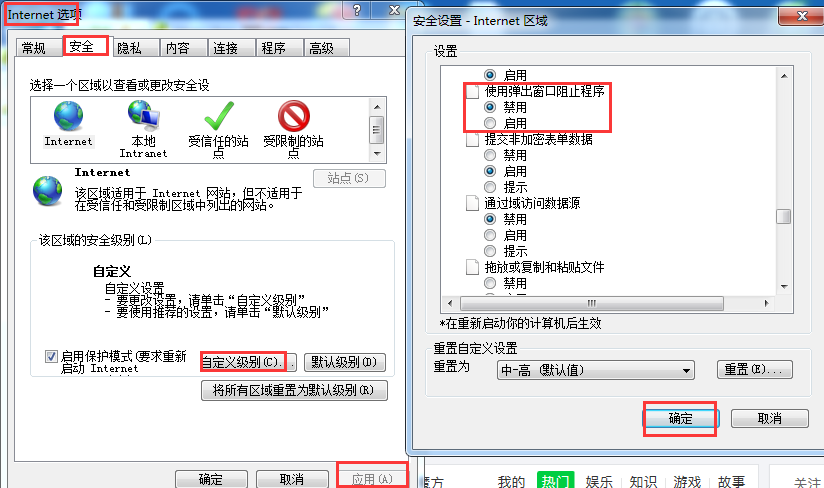 Internet 选项
?
常规 安全 隐私 内容 连接 程序 高级
选择一个区域以查看或更改安全设
Internet
本地
Intranet
受信任的站
点
受限制的站
点
Internet
站点(S)
该区域适用于 Internet 网站，但不适用于
在受信任和受限制区域中列出的网站。
该区域的安全级别(L)
自定义
自定义设置
- 要更改设置，请单击“自定义级别”
- 要使用推荐的设置，请单击“默认级别”
启用保护模式(要求重新
启动 Internet
自定义级别(C)...
默认级别(D)
将所有区域重置为默认级别(R)
确定 取消 应用(A)
安全设置 - Internet 区域
设置
启用
使用弹出窗口阻止程序
禁用
启用
提交非加密表单数据
禁用
启用
提示
通过域访问数据源
禁用
启用
提示
拖放或复制和粘贴文件
禁用
*在重新启动你的计算机后生效
重置自定义设置
重置为
中-高 (默认值)
重置(E)...
确定 取消
魔方 我的 热门 娱乐 知识 游戏 故事 关注